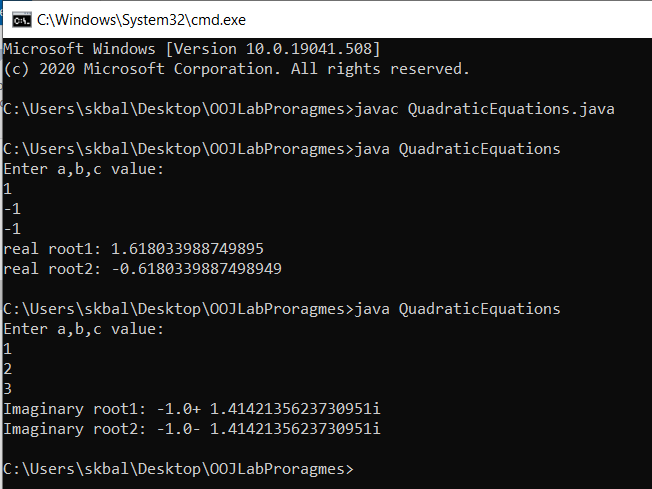 C:\Windows\System32\cmd.exe
Microsoft Windows [Version 10.0.19041.508]
(c) 2020 Microsoft Corporation. All rights reserved.
C:\Users\skbal\Desktop\OOJLabProragmes>javac QuadraticEquations.java
C:\Users\skbal\Desktop\OOJLabProragmes>java QuadraticEquations
Enter a,b,c value:
1
-1
-1
real root1: 1.618033988749895
real root2: -0.6180339887498949
C:\Users\skbal\Desktop\OOJLabProragmes>java QuadraticEquations
Enter a,b,c value:
1
2
3
Imaginary root1: -1.0+ 1.4142135623730951i
Imaginary root2: -1.0- 1.4142135623730951i
C:\Users\skbal\Desktop\OOJLabProragmes>